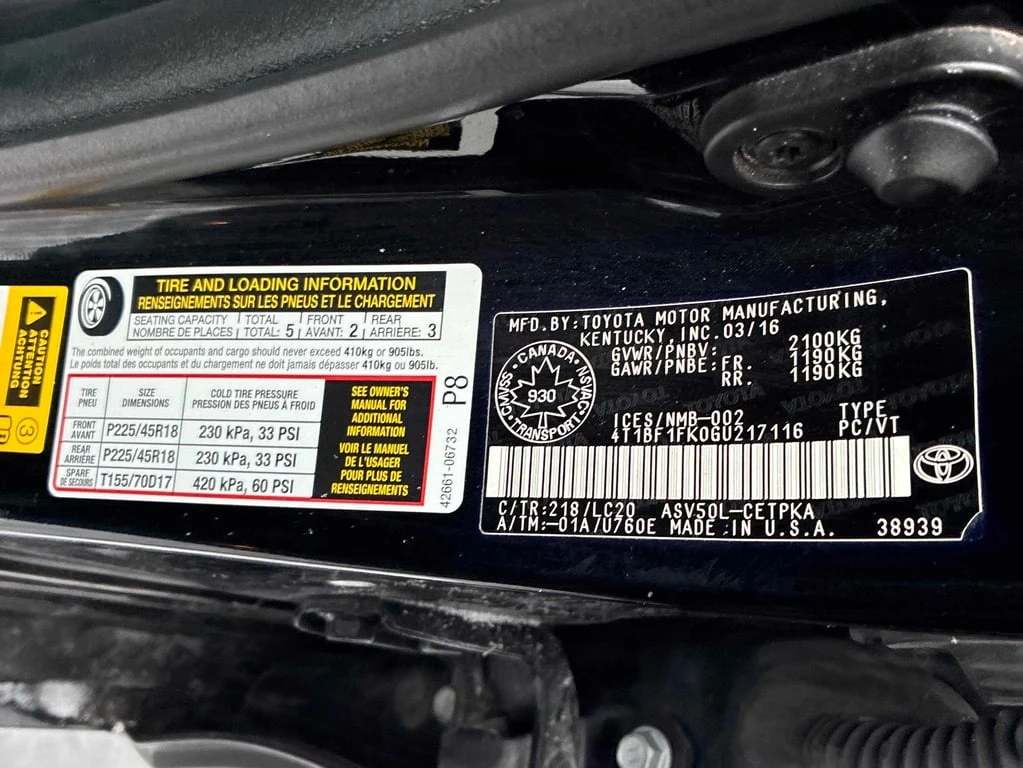 CAUTION
ATTENTION
ACHTUNG
3
TIRE AND LOADING INFORMATION
RENSEIGNEMENTS SUR LES PNEUS ET LE CHARGEMENT
SEATING CAPACITY TOTAL FRONT REAR
NOMBRE DE PLACES TOTAL: 5 AVANT: 2 ARRIÈRE: 3
The combined weight of occupants and cargo should never exceed 410kg or 905lbs.
Le poids total des occupants et du chargement ne doit jamais dépasser 410kg ou 905lbs.
TIRE SIZE COLD TIRE PRESSURE
PNEU DIMENSIONS PRESSION DES PNEUS À FROID
FRONT
AVANT P225/45R18 230 kPa, 33 PSI
REAR
ARRIÈRE P225/45R18 230 kPa, 33 PSI
SPARE
DE SECOURS T155/70D17 420 kPa, 60 PSI
SEE OWNER'S
MANUAL FOR
ADDITIONAL
INFORMATION
VOIR LE MANUEL
DE L'USAGER
POUR PLUS DE
RENSEIGNEMENTS
42661-06732 P8
MFD.BY:TOYOTA MOTOR MANUFACTURING,
KENTUCKY, INC. 03/16
GVWR/PNBV: 2100KG
GAWR/PNBE: FR. 1190KG
RR. 1190KG
CANADA
930
TRANSPORT
CMVSS
NSVAC
ICES/NMB-002 TYPE
4T1BF1FK0GU217116 PC/VT
C/TR:218/LC20 ASV50L-CETPKA
A/TM:-01A/U760E MADE IN U.S.A. 38939